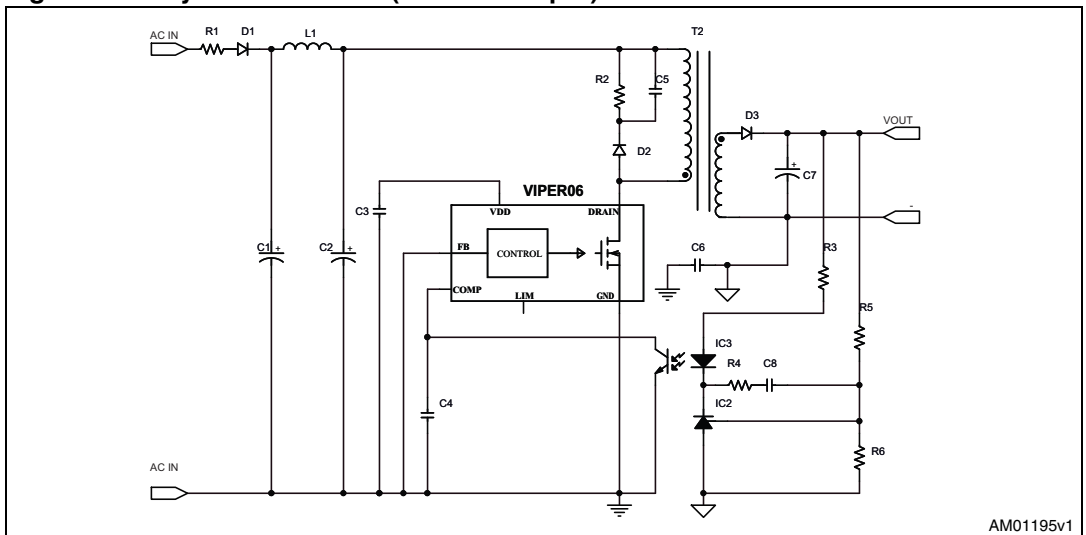 AC IN
R1
D1
L1
T2
R2
C5
D3
VOUT
D2
C7
VIPER06
C3
VDD
DRAIN
-
C1
+
C2
+
+
FB
CONTROL
C6
R3
COMP
LIM
GND
R5
IC3
R4
C8
C4
IC2
R6
AC IN
AM01195v1